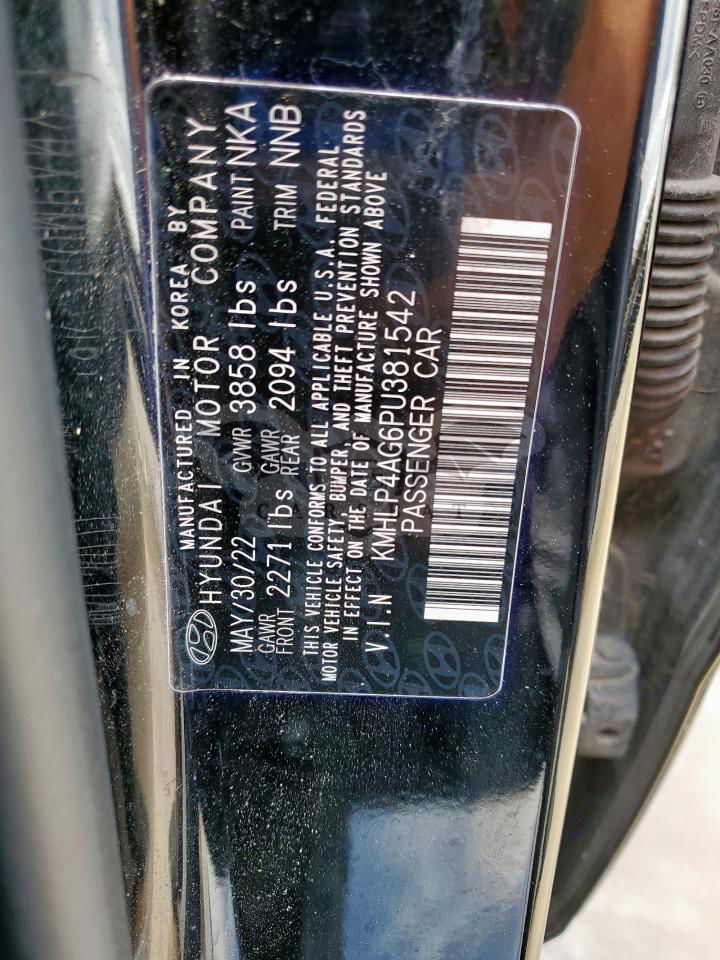 MANUFACTURED IN KOREA BY
HYUNDAI MOTOR COMPANY
MAY/30/22 GVWR 3858 lbs PAINT NKA
GAWR FRONT 2271 lbs GAWR REAR 2094 lbs TRIM NNB
THIS VEHICLE CONFORMS TO ALL APPLICABLE U.S.A. FEDERAL
MOTOR VEHICLE SAFETY, BUMPER, AND THEFT PREVENTION STANDARDS
IN EFFECT ON THE DATE OF MANUFACTURE SHOWN ABOVE
V.I.N KMHLP4AG6PU381542
PASSENGER CAR